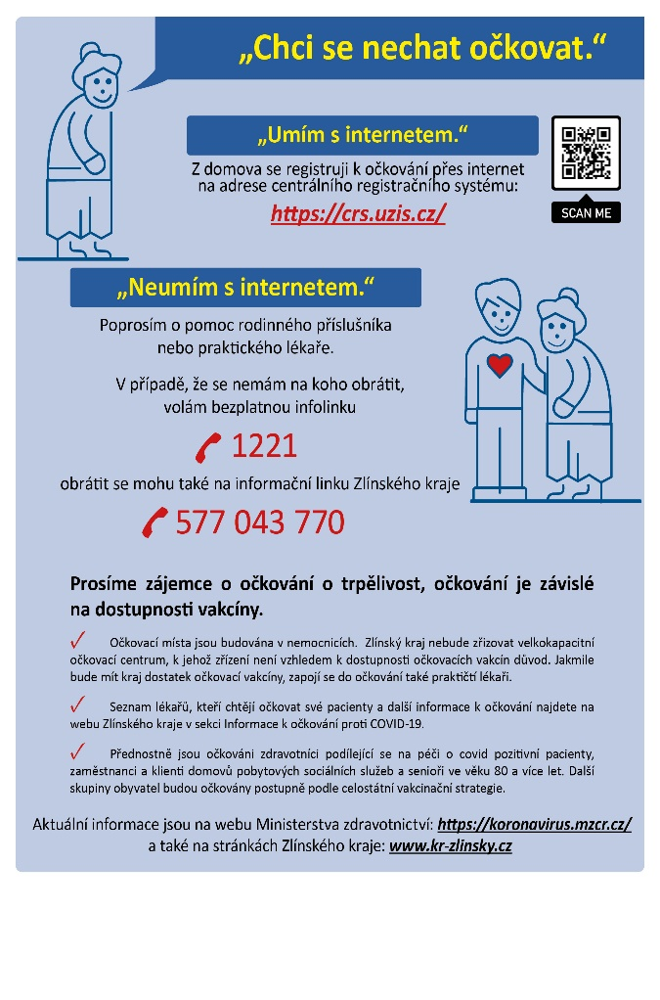 „Chci se nechat očkovat.“
„Umím s internetem.“
Z domova se registruji k očkování přes internet
na adrese centrálního registračního systému:
https://crs.uzis.cz/
SCAN ME
„Neumím s internetem.“
Poprosím o pomoc rodinného příslušníka
nebo praktického lékaře.
V případě, že se nemám na koho obrátit,
volám bezplatnou infolinku
1221
obrátit se mohu také na informační linku Zlínského kraje
577 043 770
Prosíme zájemce o očkování o trpělivost, očkování je závislé
na dostupnosti vakcíny.
Očkovací místa jsou budována v nemocnicích. Zlínský kraj nebude zřizovat velkokapacitní
očkovací centrum, k jehož zřízení není vzhledem k dostupnosti očkovacích vakcín důvod. Jakmile
bude mít kraj dostatek očkovací vakcíny, zapojí se do očkování také praktičtí lékaři.
Seznam lékařů, kteří chtějí očkovat své pacienty a další informace k očkování najdete na
webu Zlínského kraje v sekci Informace k očkování proti COVID-19.
Přednostně jsou očkováni zdravotníci podílející se na péči o covid pozitivní pacienty,
zaměstnanci a klienti domovů pobytových sociálních služeb a senioři ve věku 80 a více let. Další
skupiny obyvatel budou očkovány postupně podle celostátní vakcinační strategie.
Aktuální informace jsou na webu Ministerstva zdravotnictví: https://koronavirus.mzcr.cz/
a také na stránkách Zlínského kraje: www.kr-zlinsky.cz